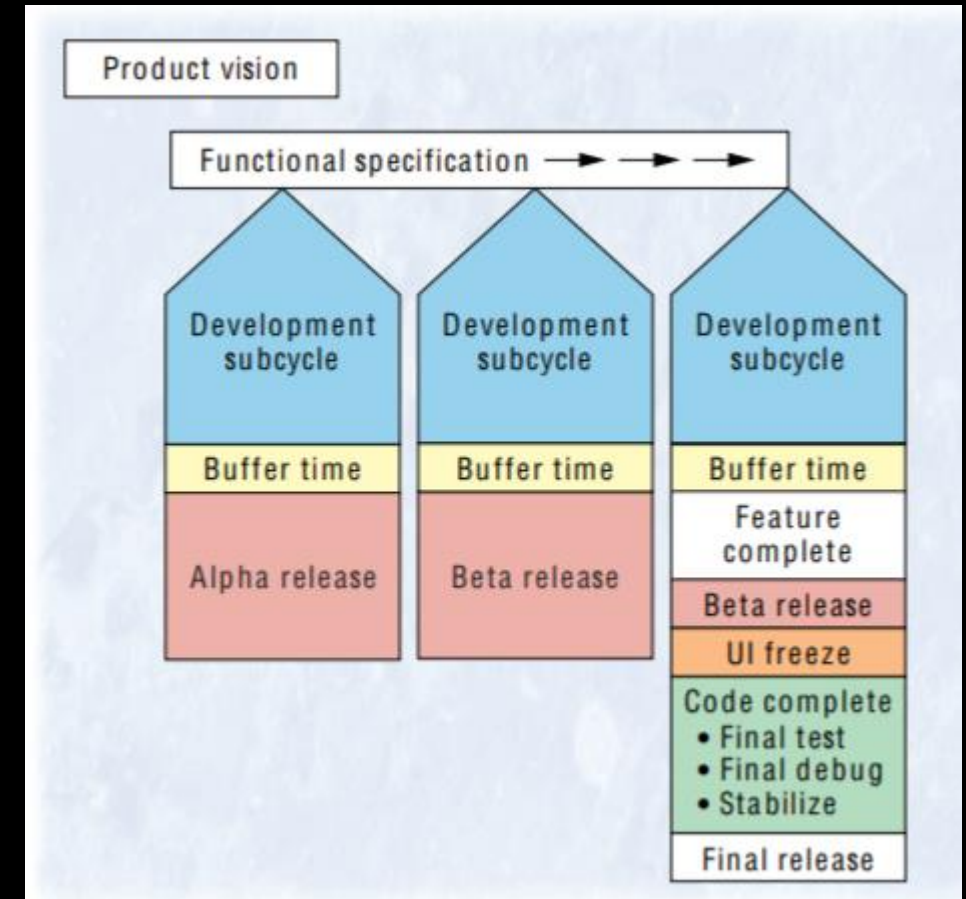 Product vision
Functional specification
Development
subcycle
Buffer time
Alpha release
Development
subcycle
Buffer time
Beta release
Development
subcycle
Buffer time
Feature
complete
Beta release
UI freeze
Code complete
• Final test
• Final debug
• Stabilize
Final release